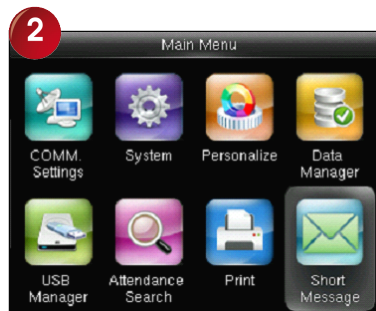 2
Main Menu
COMM. Settings
System
Personalize
Data Manager
USB Manager
Attendance Search
Print
Short Message